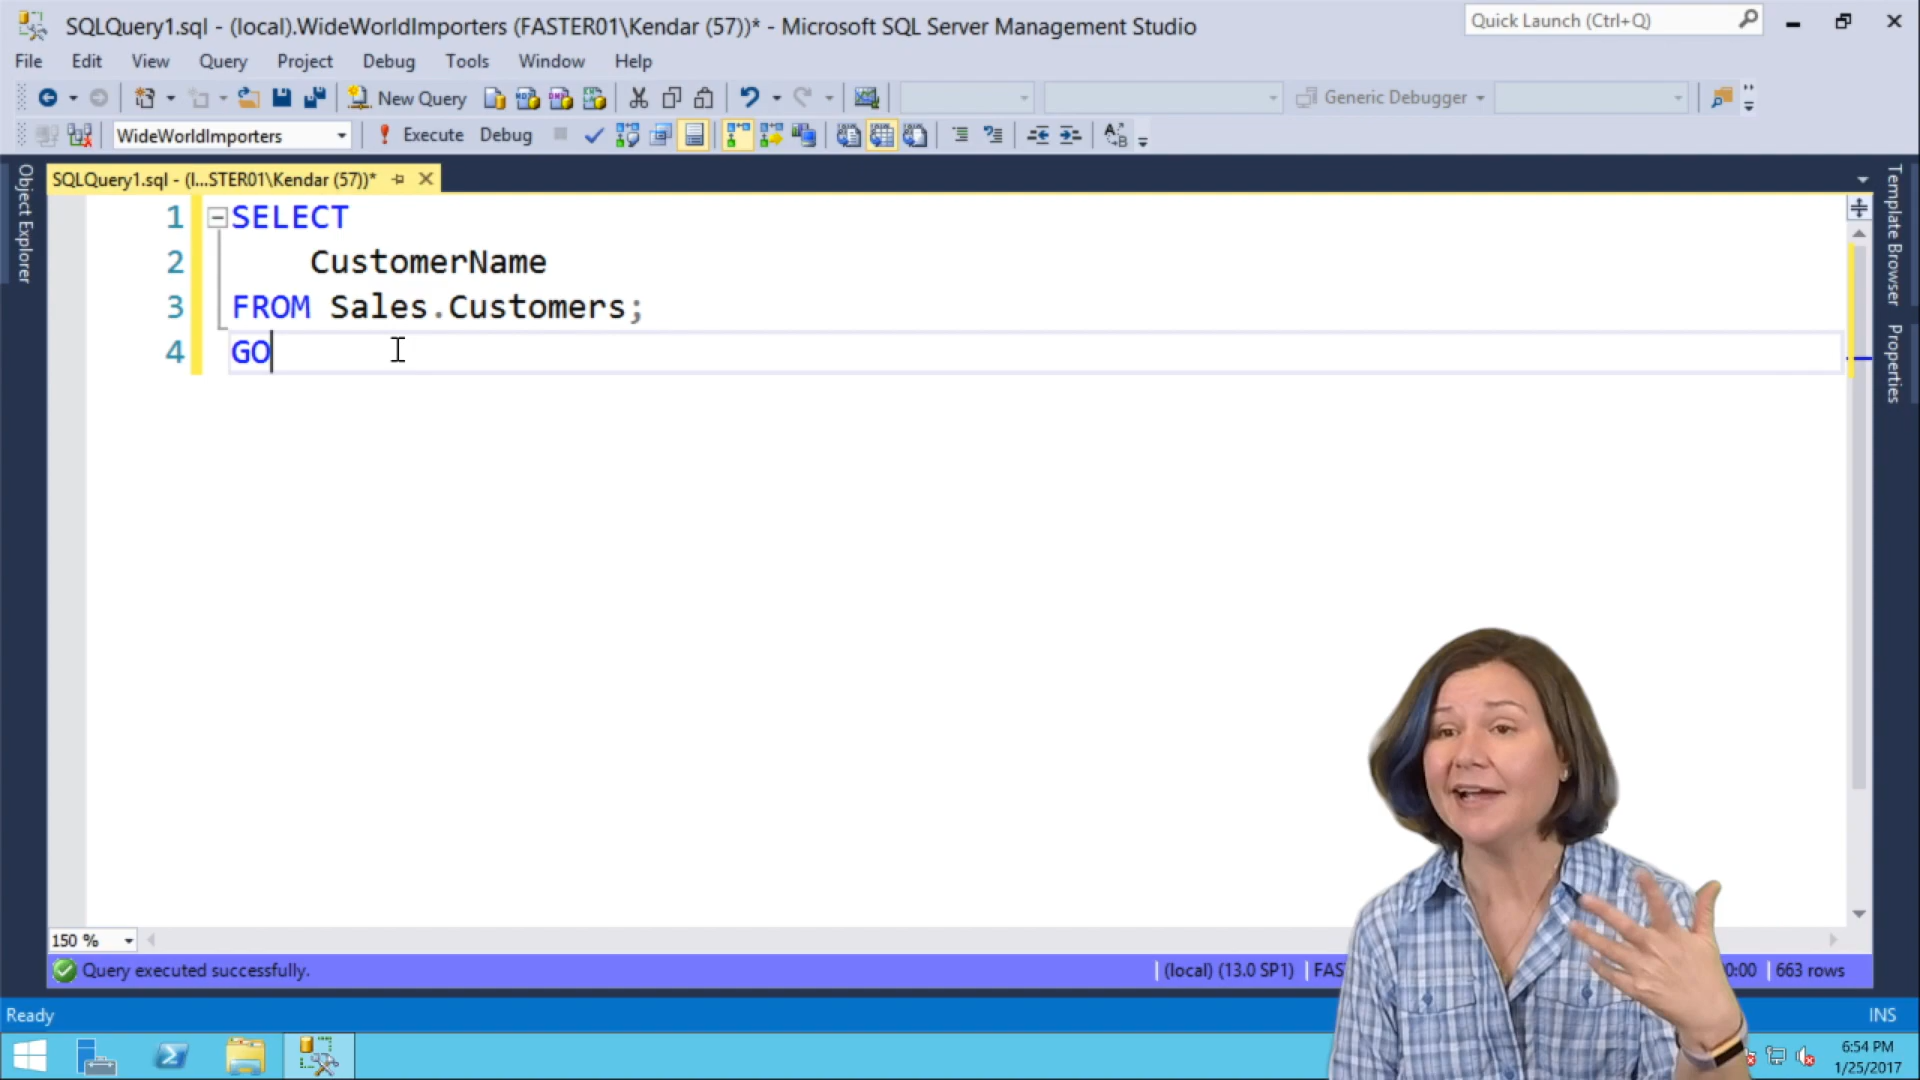 SQLQuery1.sql - (local).WideWorldImporters (FASTER01\Kendar (57))* - Microsoft SQL Server Management Studio
Quick Launch (Ctrl+Q)
File Edit View Query Project Debug Tools Window Help
New Query
Generic Debugger
WideWorldImporters
Execute
Debug
SQLQuery1.sql - (l...STER01\Kendar (57))*
Object Explorer
Template Browser
Properties
1 SELECT
2 CustomerName
3 FROM Sales.Customers;
4 GO
150 %
Query executed successfully.
(local) (13.0 SP1) FAS
0:00 663 rows
Ready
INS
6:54 PM
1/25/2017